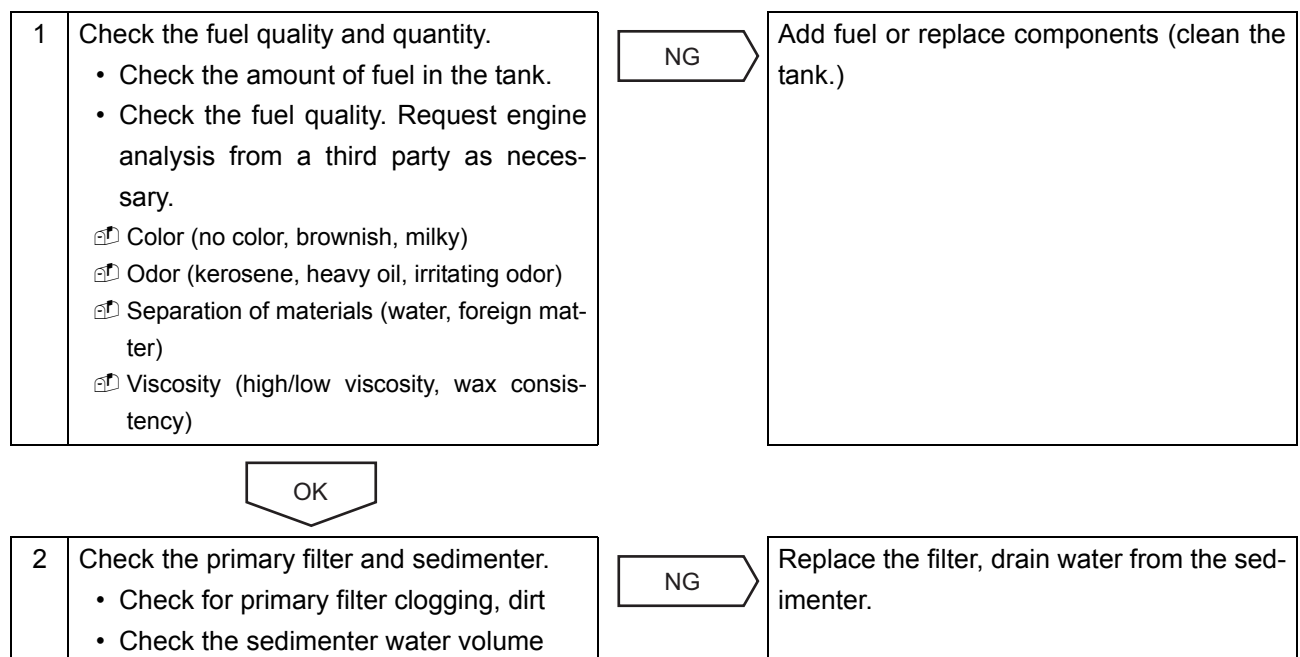 1 Check the fuel quality and quantity.
• Check the amount of fuel in the tank.
• Check the fuel quality. Request engine
analysis from a third party as neces-
sary.
Color (no color, brownish, milky)
Odor (kerosene, heavy oil, irritating odor)
Separation of materials (water, foreign mat-
ter)
Viscosity (high/low viscosity, wax consis-
tency)
NG
Add fuel or replace components (clean the
tank.)
OK
2 Check the primary filter and sedimenter.
• Check for primary filter clogging, dirt
• Check the sedimenter water volume
NG
Replace the filter, drain water from the sed-
imenter.